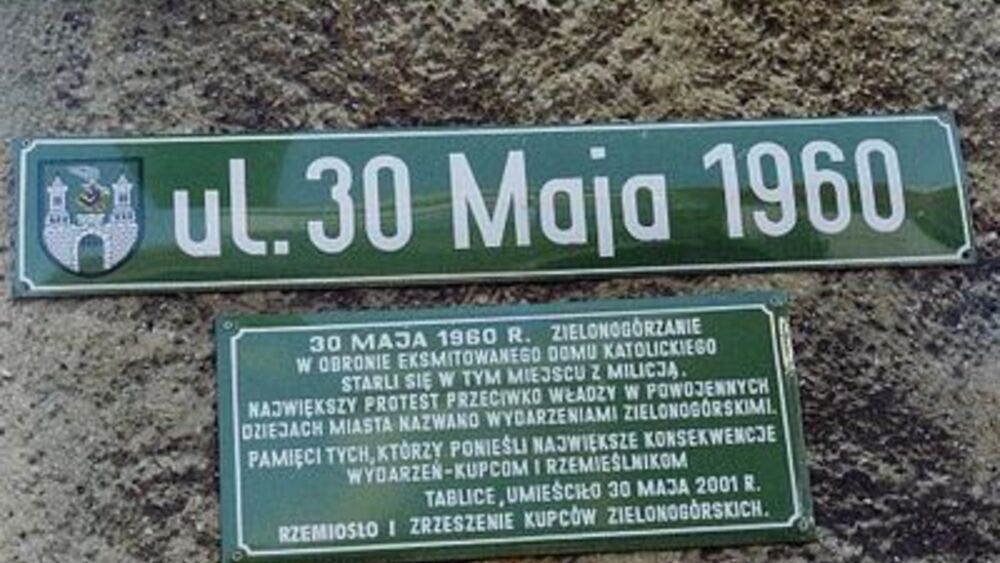 ul. 30 Maja 1960
30 MAJA 1960 R. ZIELONOGÓRZANIE
W OBRONIE EKSMITOWANEGO DOMU KATOLICKIEGO
STARLI SIĘ W TYM MIEJSCU Z MILICJĄ.
NAJWIĘKSZY PROTEST PRZECIWKO WŁADZY W POWOJENNYCH
DZIEJACH MIASTA NAZWANO WYDARZENIAMI ZIELONOGÓRSKIMI.
PAMIĘCI TYCH, KTÓRZY PONIEŚLI NAJWIĘKSZE KONSEKWENCJE
WYDARZEŃ-KUPCOM I RZEMIEŚLNIKOM
TABLICE, UMIEŚCIŁO 30 MAJA 2001 R.
RZEMIOSŁO I ZRZESZENIE KUPCÓW ZIELONOGÓRSKICH.